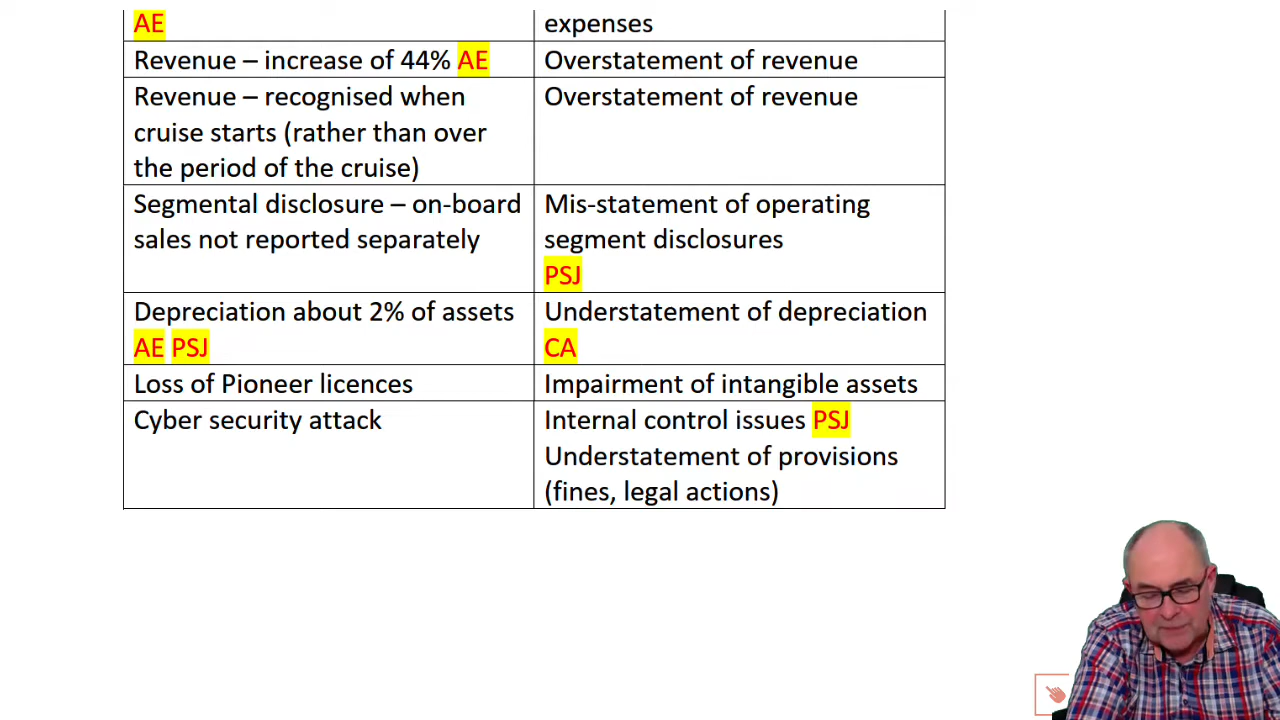 AE
expenses
Revenue – increase of 44% AE
Overstatement of revenue
Revenue – recognised when
cruise starts (rather than over
the period of the cruise)
Overstatement of revenue
Segmental disclosure – on-board
sales not reported separately
Mis-statement of operating
segment disclosures
PSJ
Depreciation about 2% of assets
AE PSJ
Understatement of depreciation
CA
Loss of Pioneer licences
Impairment of intangible assets
Cyber security attack
Internal control issues PSJ
Understatement of provisions
(fines, legal actions)